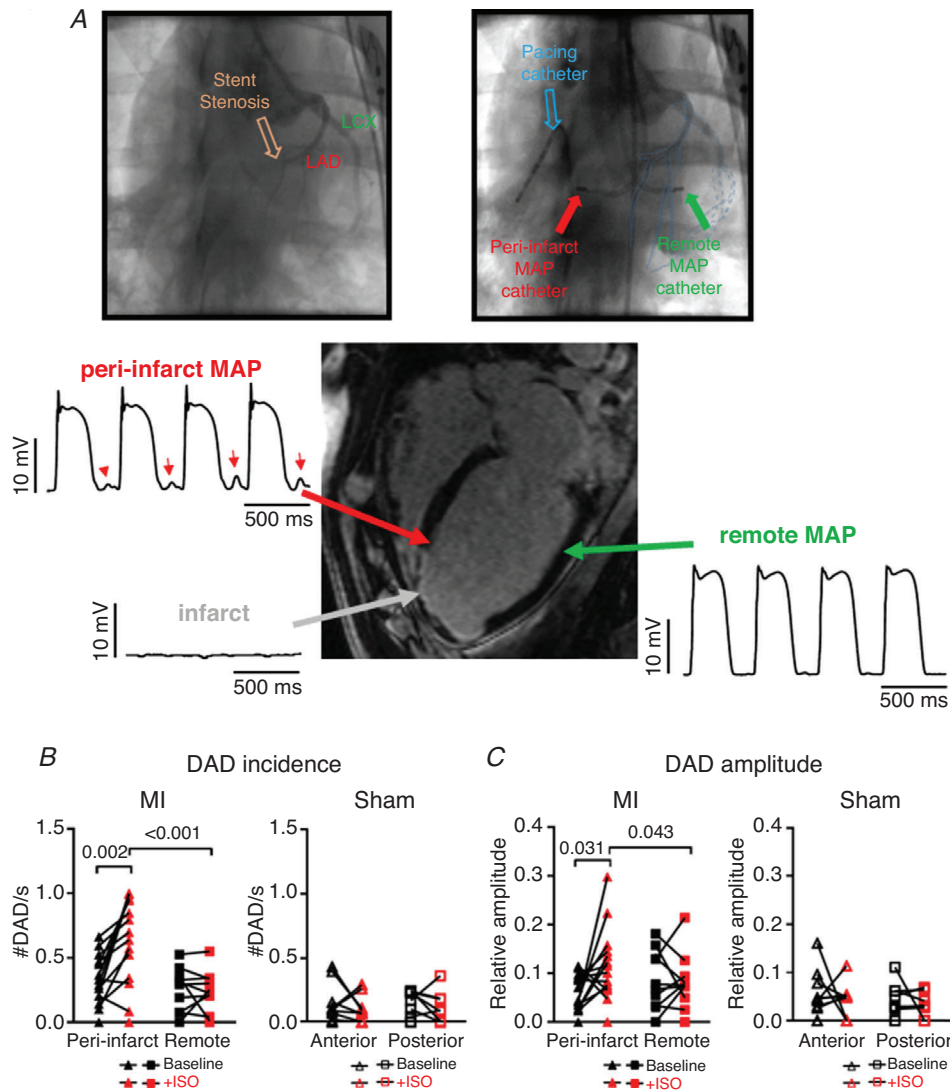 A
Stent
Stenosis
LCX
LAD
Pacing
catheter
Peri-infarct
MAP
catheter
Remote
MAP
catheter
peri-infarct MAP
10 mV
500 ms
infarct
10 mV
500 ms
remote MAP
10 mV
500 ms
B
DAD incidence
MI
Sham
#DAD/s
1.5
1.0
0.5
0.0
0.002
<0.001
Peri-infarct Remote
Baseline
+ISO
#DAD/s
1.5
1.0
0.5
0.0
Anterior Posterior
Baseline
+ISO
C
DAD amplitude
MI
Sham
Relative amplitude
0.4
0.3
0.2
0.1
0.0
0.031
0.043
Peri-infarct Remote
Baseline
+ISO
Relative amplitude
0.4
0.3
0.2
0.1
0.0
Anterior Posterior
Baseline
+ISO